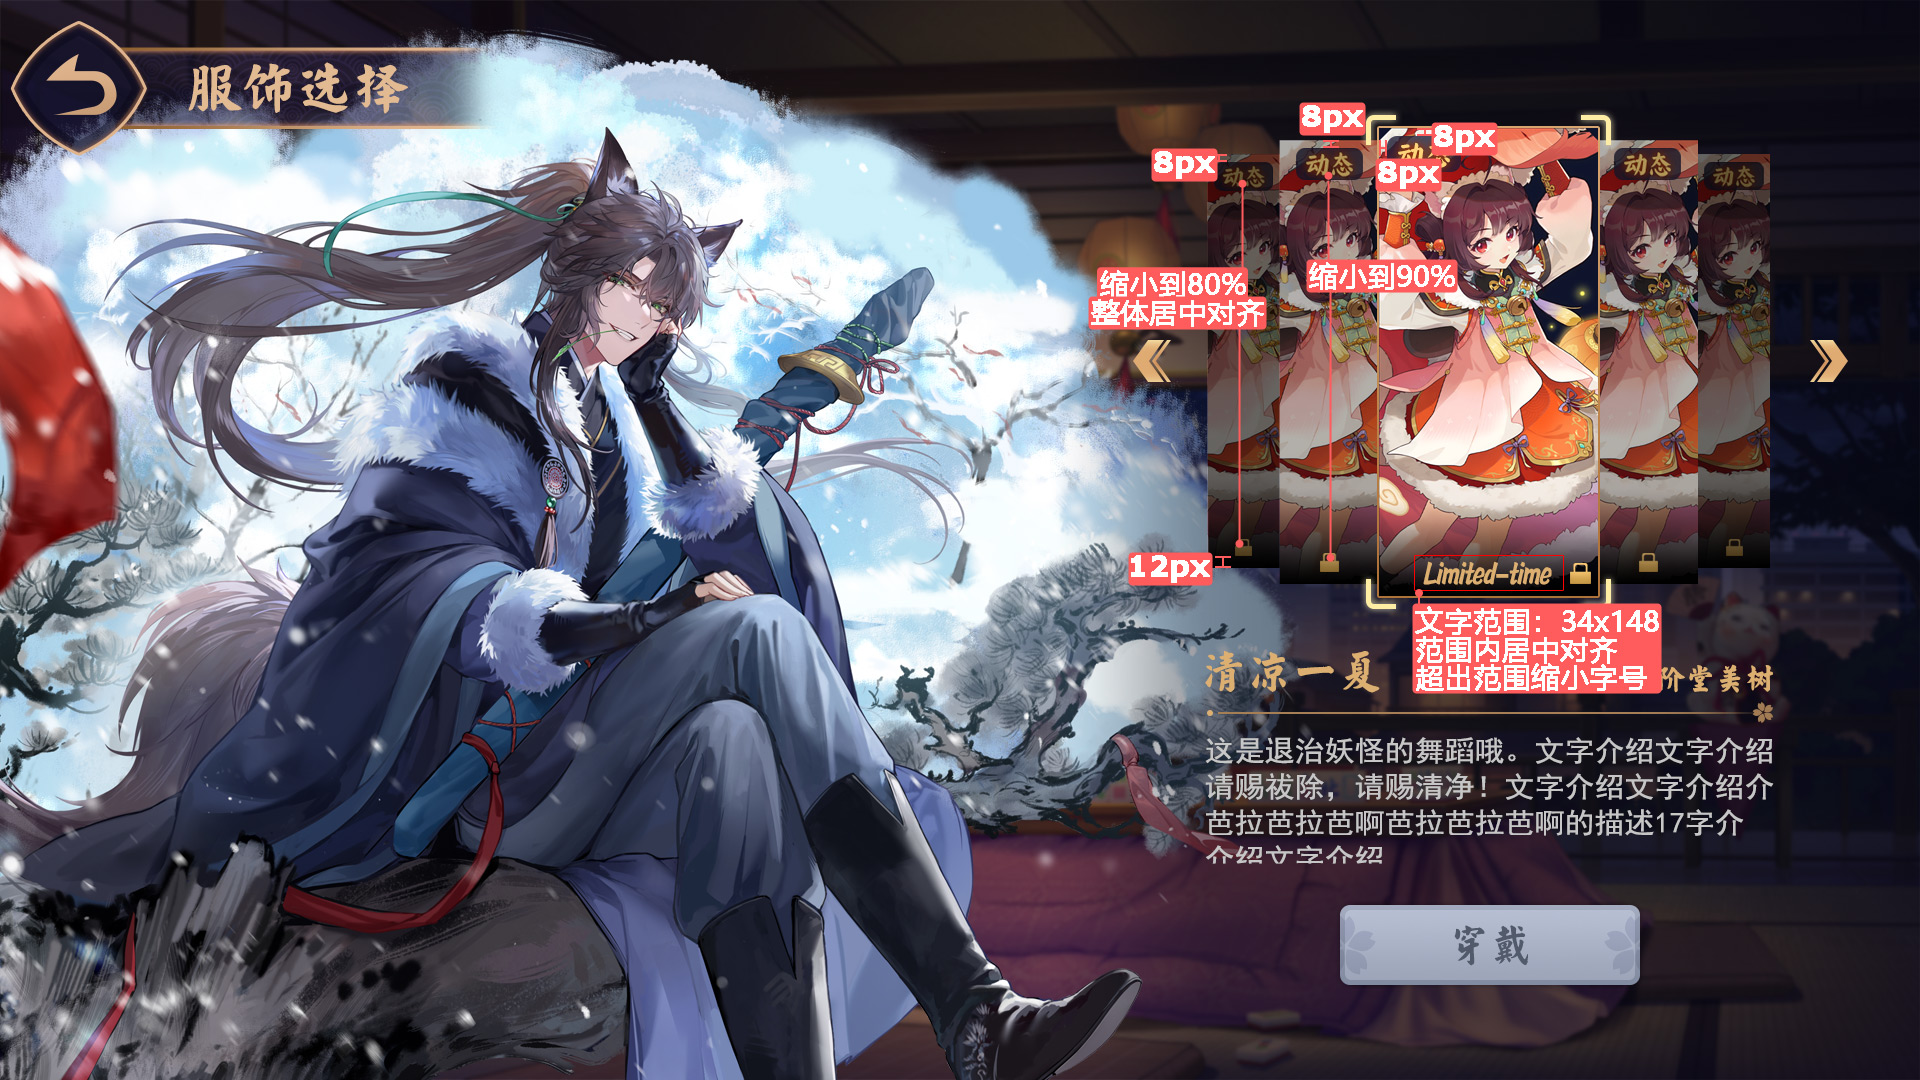 服饰选择
8px
8px
8px
8px
动态
动态
动态
动态
缩小到80%
整体居中对齐
缩小到90%
12px
Limited-time
文字范围：34x148
范围内居中对齐
超出范围缩小字号
清凉一夏
阶堂美树
这是退治妖怪的舞蹈哦。文字介绍文字介绍
请赐祓除，请赐清净！文字介绍文字介绍介
芭拉芭拉芭啊芭拉芭拉芭啊的描述17字介
介绍文字介绍
穿戴